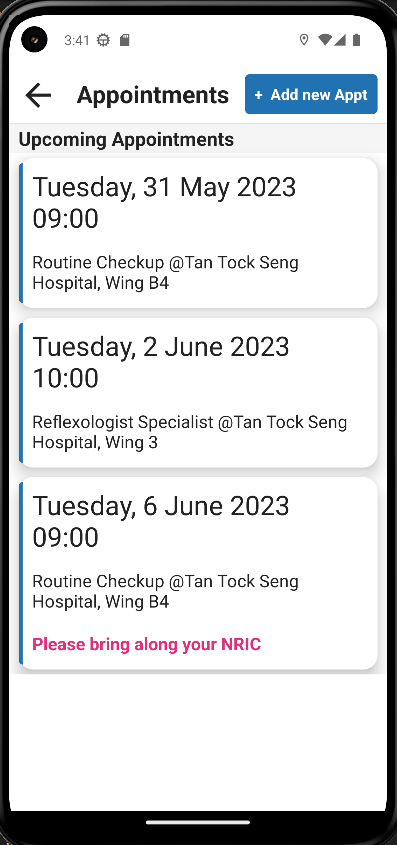 3:41
Appointments
+ Add new Appt
Upcoming Appointments
Tuesday, 31 May 2023
09:00
Routine Checkup @Tan Tock Seng
Hospital, Wing B4
Tuesday, 2 June 2023
10:00
Reflexologist Specialist @Tan Tock Seng
Hospital, Wing 3
Tuesday, 6 June 2023
09:00
Routine Checkup @Tan Tock Seng
Hospital, Wing B4
Please bring along your NRIC